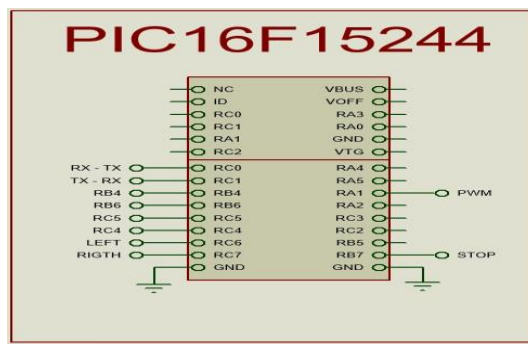 PIC16F15244
NC VBUS
ID VOFF
RC0 RA3
RC1 RA0
RA1 GND
RC2 VTG
RX - TX RC0 RA4
TX - RX RC1 RA5
RB4 RB4 RA1 PWM
RB6 RB6 RA2
RC5 RC5 RC3
RC4 RC4 RC2
LEFT RC6 RB5
RIGTH RC7 RB7 STOP
GND GND